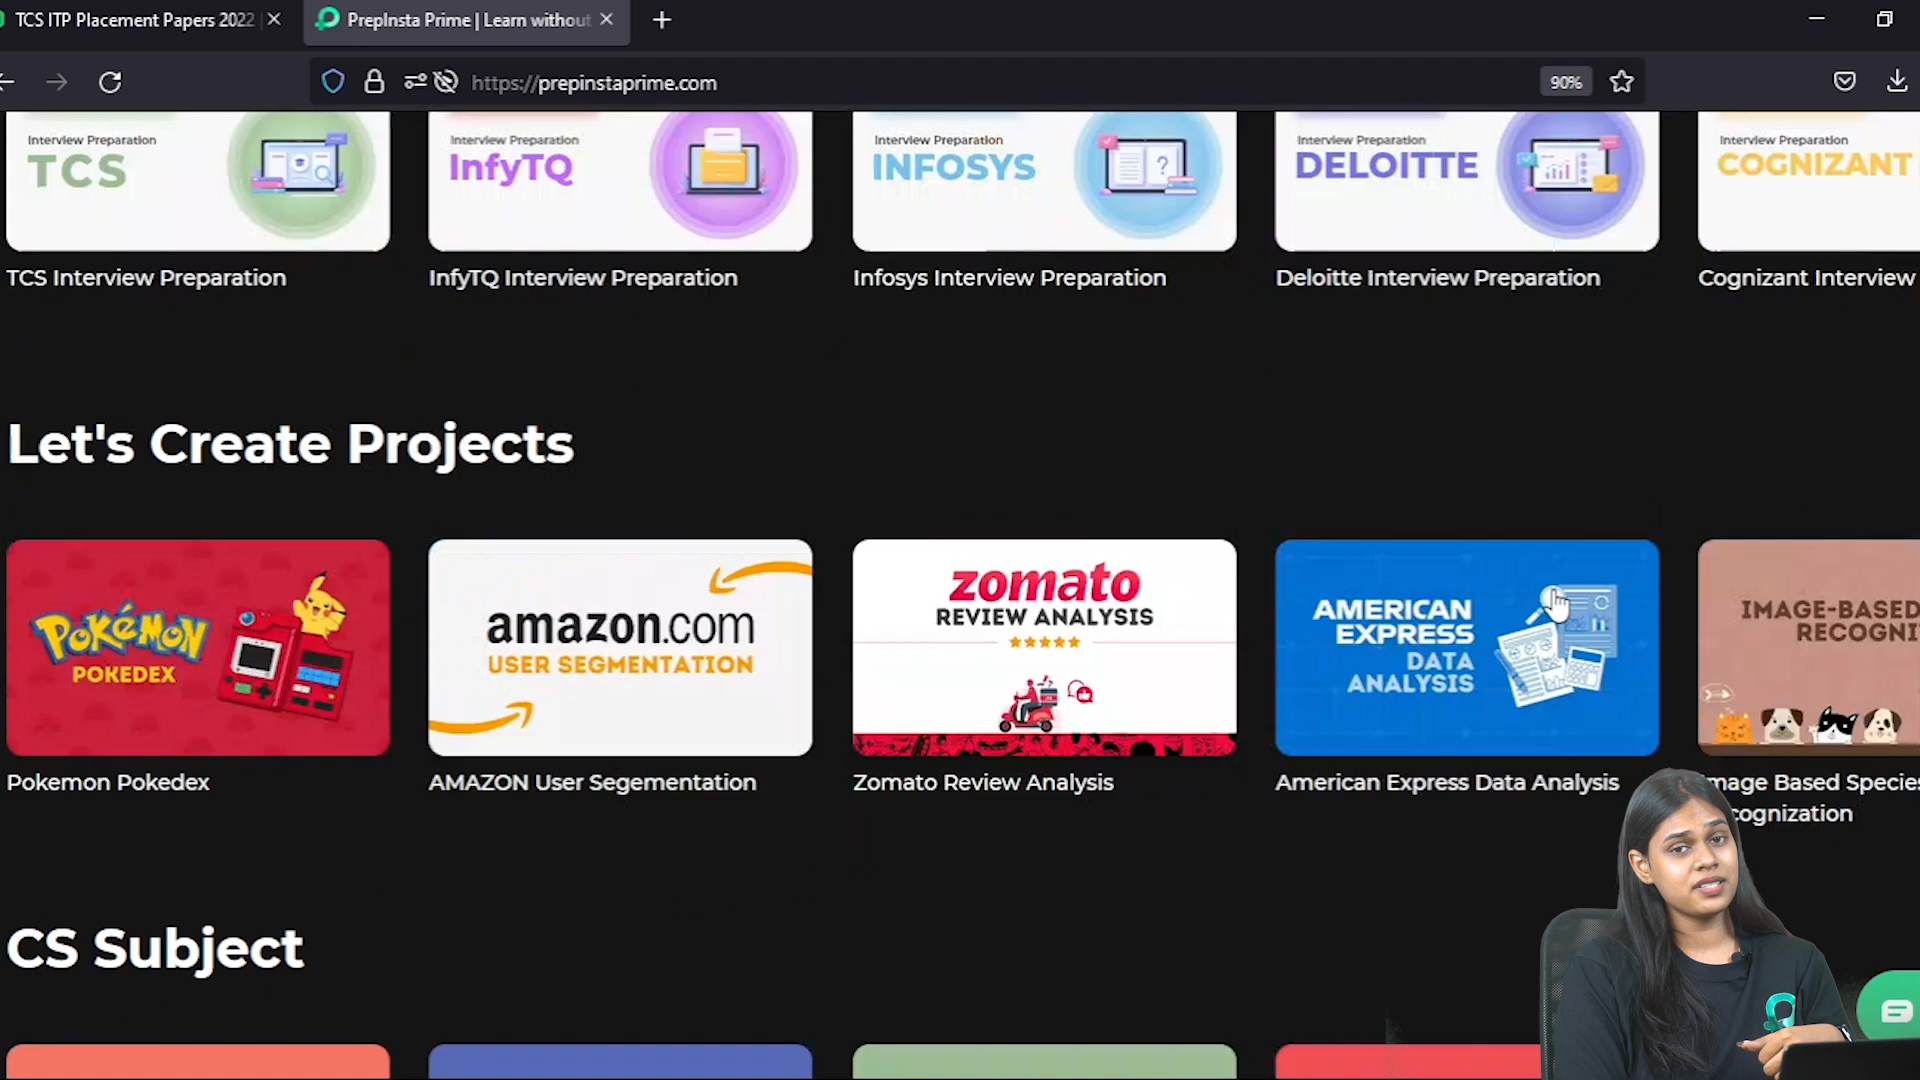 TCS ITP Placement Papers 2022
PrepInsta Prime | Learn without
https://prepinstaprime.com
90%
Interview Preparation
TCS
Interview Preparation
InfyTQ
Interview Preparation
INFOSYS
Interview Preparation
DELOITTE
Interview Preparation
COGNIZANT
TCS Interview Preparation
InfyTQ Interview Preparation
Infosys Interview Preparation
Deloitte Interview Preparation
Cognizant Interview
Let's Create Projects
POKéMON
POKEDEX
amazon.com
USER SEGMENTATION
zomato
REVIEW ANALYSIS
AMERICAN
EXPRESS
DATA
ANALYSIS
IMAGE-BASED
RECOGNI
Pokemon Pokedex
AMAZON User Segementation
Zomato Review Analysis
American Express Data Analysis
mage Based Species
cognization
CS Subject